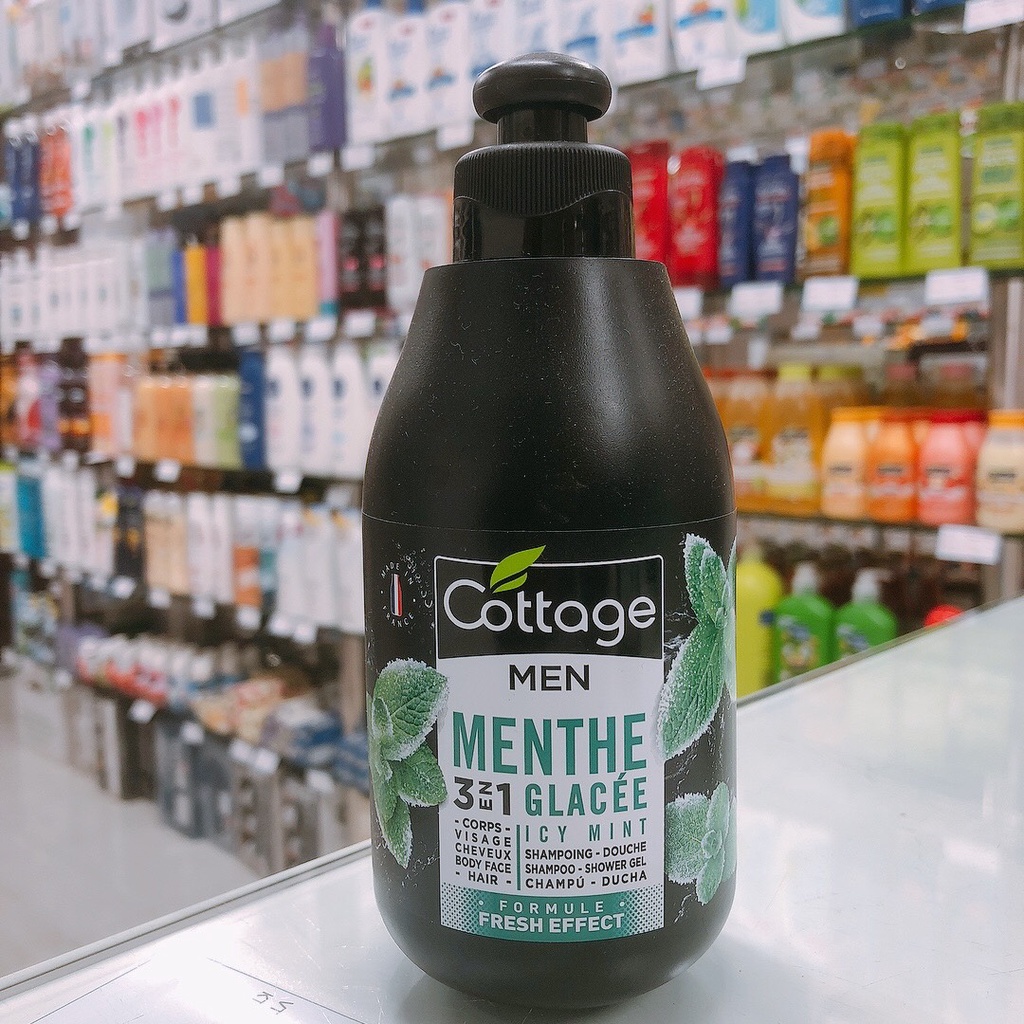 MADE IN FRANCE
Cottage
MEN
MENTHE
3 EN 1 GLACÉE
ICY MINT
- CORPS -
VISAGE
CHEVEUX
BODY FACE
- HAIR -
SHAMPOING - DOUCHE
SHAMPOO - SHOWER GEL
CHAMPÚ - DUCHA
• FORMULE •
FRESH EFFECT